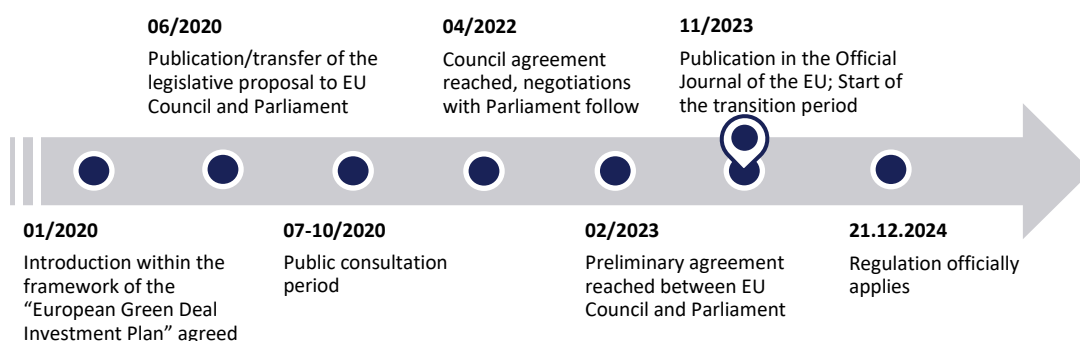 06/2020
Publication/transfer of the
legislative proposal to EU
Council and Parliament
04/2022
Council agreement
reached, negotiations
with Parliament follow
11/2023
Publication in the Official
Journal of the EU; Start of
the transition period
01/2020
Introduction within the
framework of the
“European Green Deal
Investment Plan” agreed
07-10/2020
Public consultation
period
02/2023
Preliminary agreement
reached between EU
Council and Parliament
21.12.2024
Regulation officially
applies